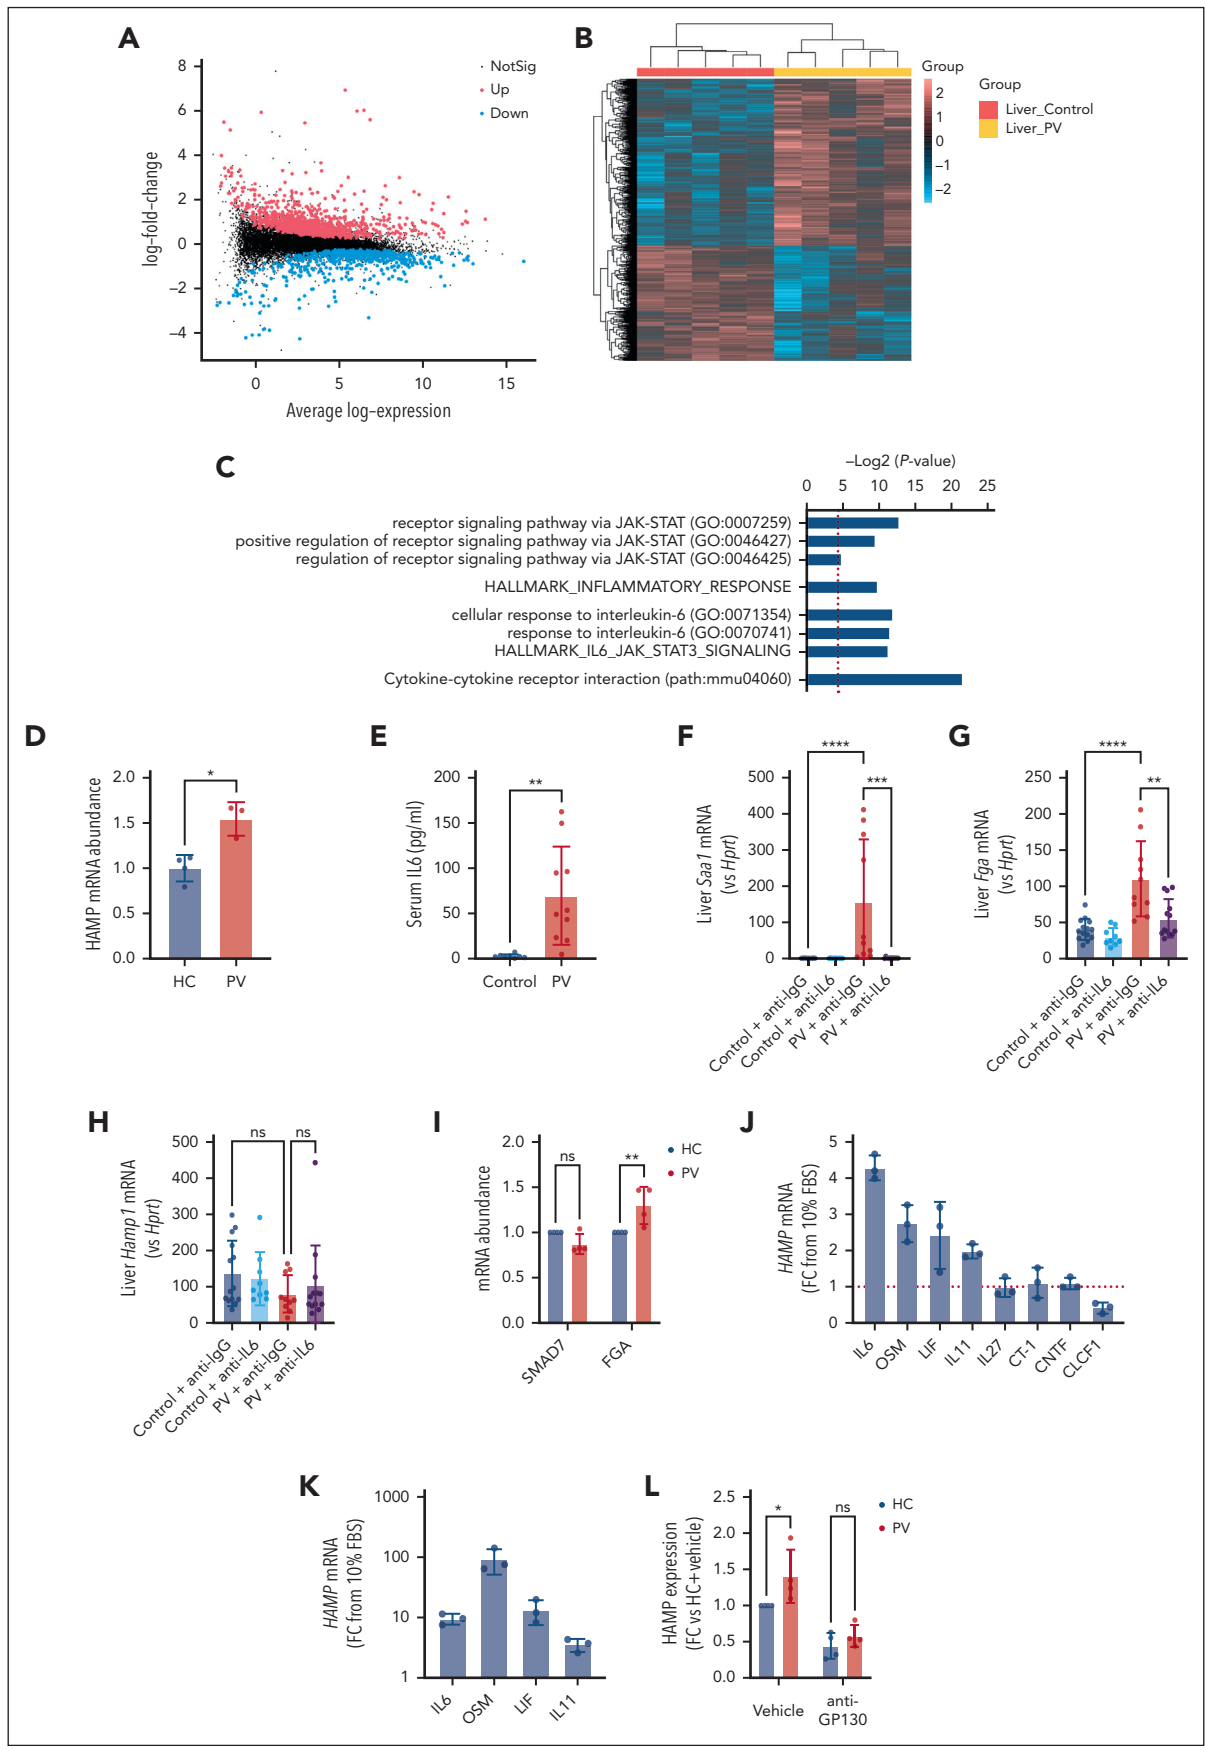 A
8
6
4
2
0
−2
−4
log-fold-change
0 5 10 15
Average log-expression
NotSig
Up
Down
B
Group
2
1
0
−1
−2
Group
Liver_Control
Liver_PV
C
−Log2 (P-value)
0 5 10 15 20 25
receptor signaling pathway via JAK-STAT (GO:0007259)
positive regulation of receptor signaling pathway via JAK-STAT (GO:0046427)
regulation of receptor signaling pathway via JAK-STAT (GO:0046425)
HALLMARK_INFLAMMATORY_RESPONSE
cellular response to interleukin-6 (GO:0071354)
response to interleukin-6 (GO:0070741)
HALLMARK_IL6_JAK_STAT3_SIGNALING
Cytokine-cytokine receptor interaction (path:mmu04060)
D
HAMP mRNA abundance
2.0
1.5
1.0
0.5
0.0
*
HC PV
E
Serum IL6 (pg/ml)
200
150
100
50
0
**
Control PV
F
Liver Saa1 mRNA
(vs Hprt)
500
400
300
200
100
0
****
***
Control + anti-IgG
Control + anti-IL6
PV + anti-IgG
PV + anti-IL6
G
Liver Fga mRNA
(vs Hprt)
250
200
150
100
50
0
****
**
Control + anti-IgG
Control + anti-IL6
PV + anti-IgG
PV + anti-IL6
H
Liver Hamp1 mRNA
(vs Hprt)
500
400
300
200
100
0
ns ns
Control + anti-IgG
Control + anti-IL6
PV + anti-IgG
PV + anti-IL6
I
mRNA abundance
2.0
1.5
1.0
0.5
0.0
ns
**
HC
PV
SMAD7
FGA
J
HAMP mRNA
(FC from 10% FBS)
5
4
3
2
1
0
IL6
OSM
LIF
IL11
IL27
CT-1
CNTF
CLCF1
K
HAMP mRNA
(FC from 10% FBS)
1000
100
10
1
IL6
OSM
LIF
IL11
L
HAMP expression
(FC vs HC+vehicle)
2.5
2.0
1.5
1.0
0.5
0.0
*
ns
HC
PV
Vehicle
anti-
GP130